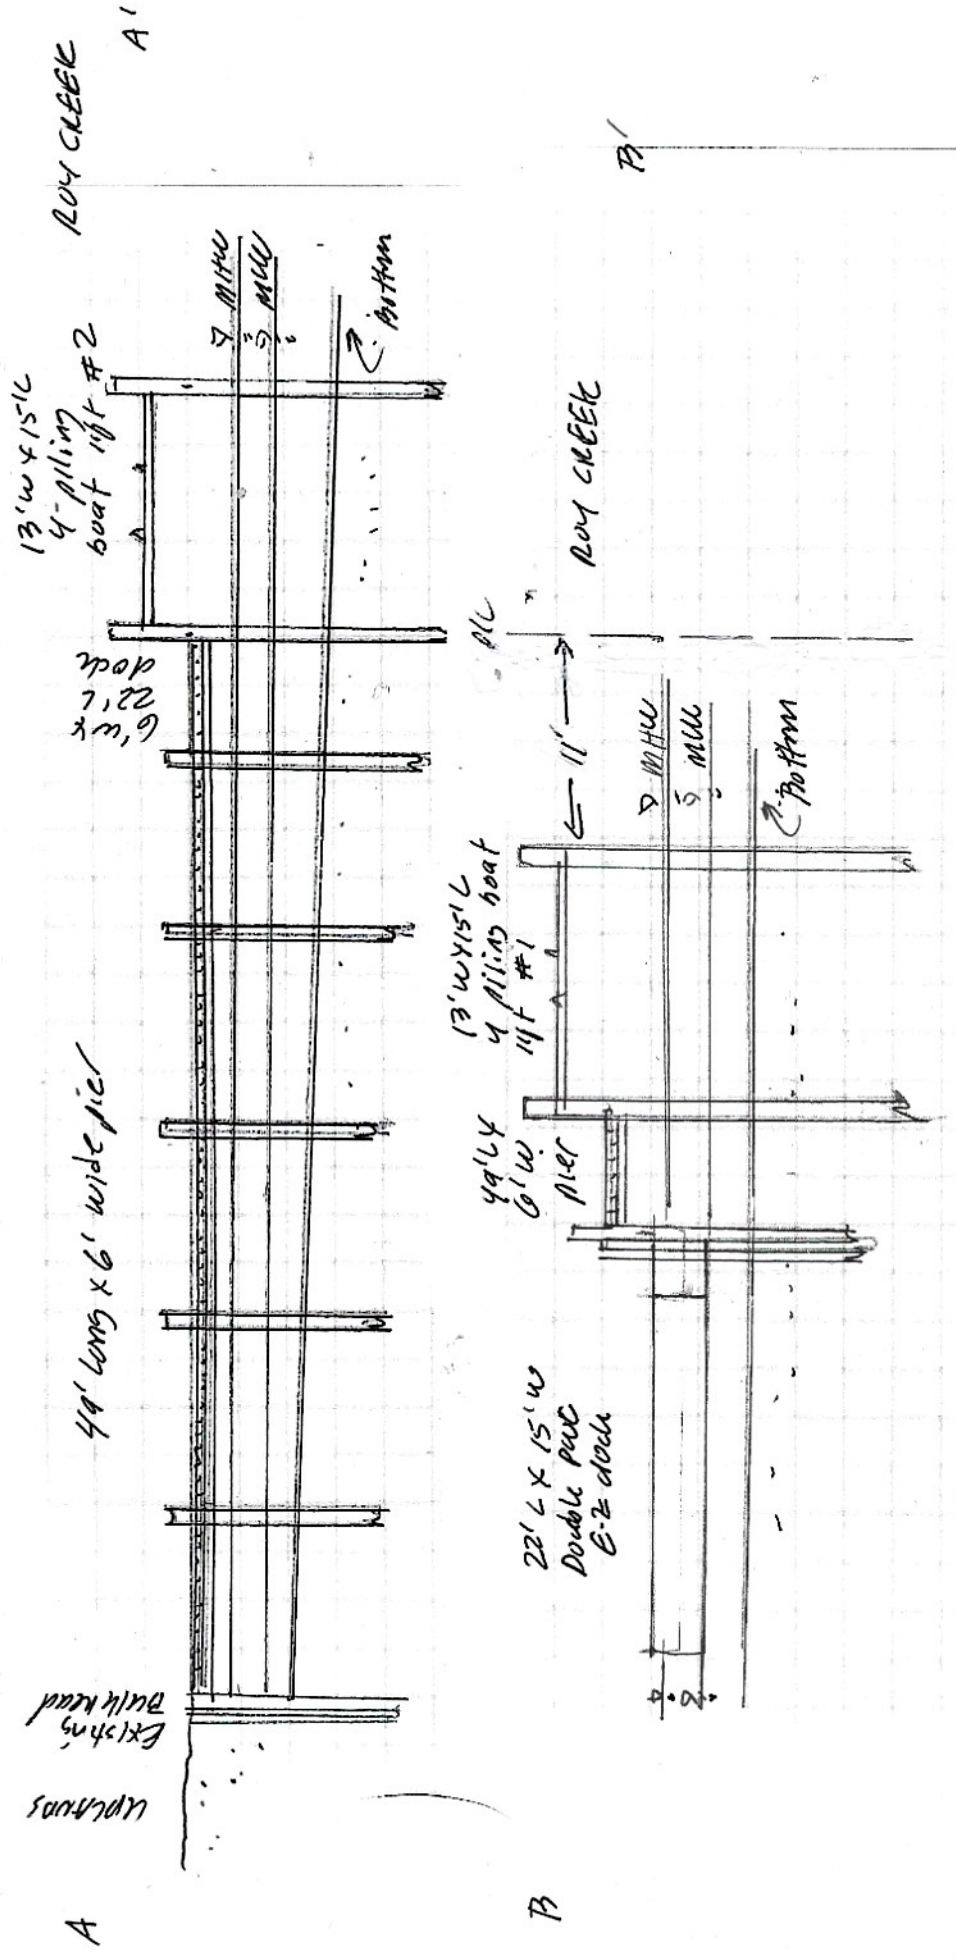 A
UPLANDS
Existing
Bulkhead
49' Long x 6' wide pier
6'w x
22'L
dock
13'W x 15'L
4-piling
boat lift #2
MHW
MLW
Bottom
ROY CREEK
A'
B
22'L x 15'W
Double PWC
E-Z dock
49'L x
6'W.
pier
13'W x 15'L
4 piling boat
lift #1
11'
MHW
MLW
Bottom
ROY CREEK
B'